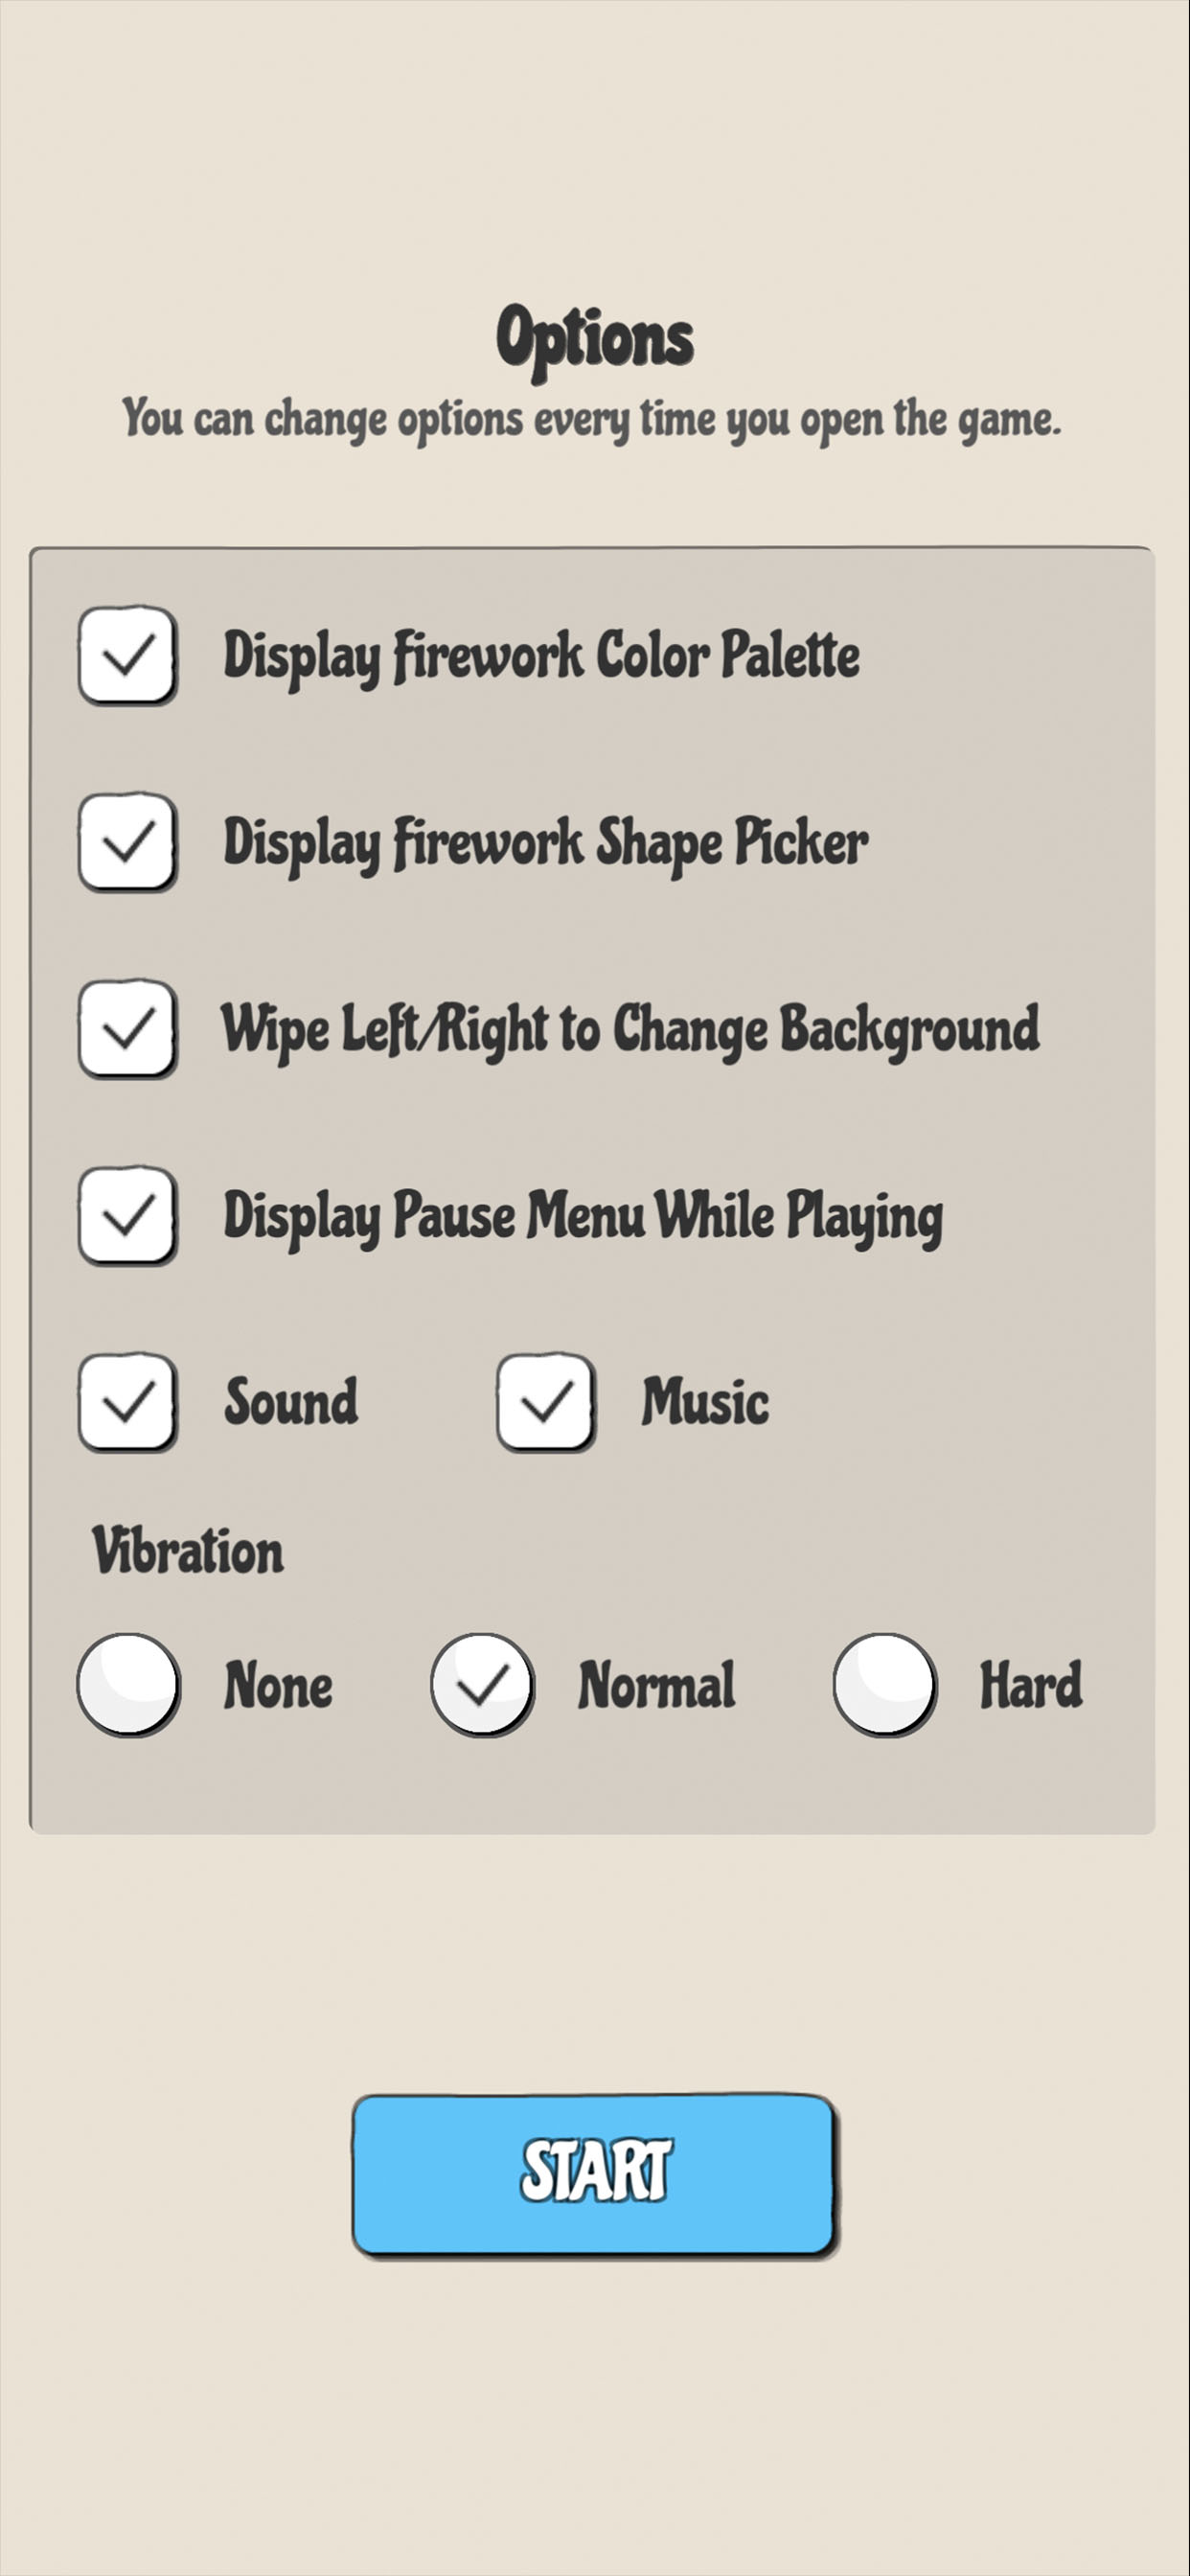 Options
You can change options every time you open the game.
Display Firework Color Palette
Display Firework Shape Picker
Wipe Left/Right to Change Background
Display Pause Menu While Playing
Sound Music
Vibration
None Normal Hard
START